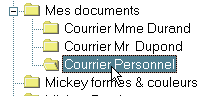 Mes documents
Courrier Mme Durand
Courrier Mr Dupond
Courrier Personnel
Mickey formes & couleurs